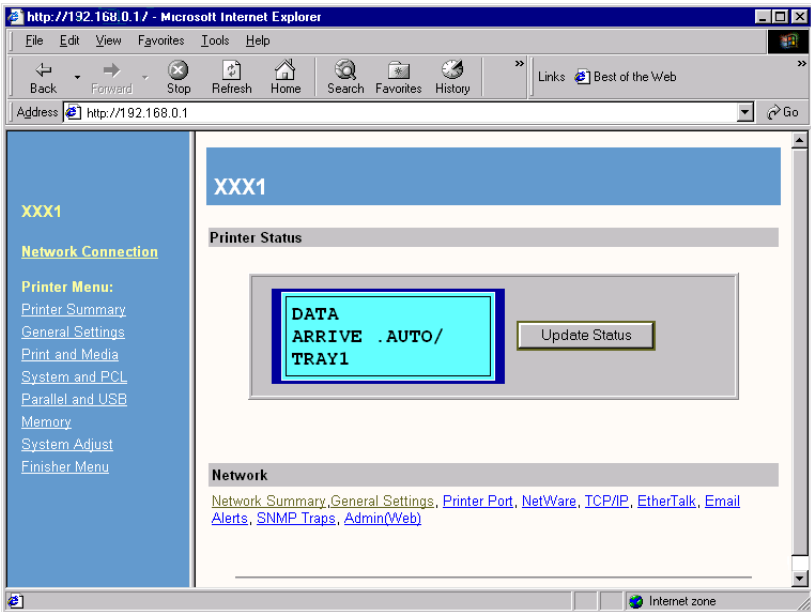 http://192.168.0.1/ - Microsoft Internet Explorer
File Edit View Favorites Tools Help
Back Forward Stop Refresh Home Search Favorites History » Links Best of the Web »
Address http://192.168.0.1 Go
XXX1
Network Connection
Printer Menu:
Printer Summary
General Settings
Print and Media
System and PCL
Parallel and USB
Memory
System Adjust
Finisher Menu
XXX1
Printer Status
DATA
ARRIVE .AUTO/
TRAY1
Update Status
Network
Network Summary,General Settings, Printer Port, NetWare, TCP/IP, EtherTalk, Email
Alerts, SNMP Traps, Admin(Web)
Internet zone